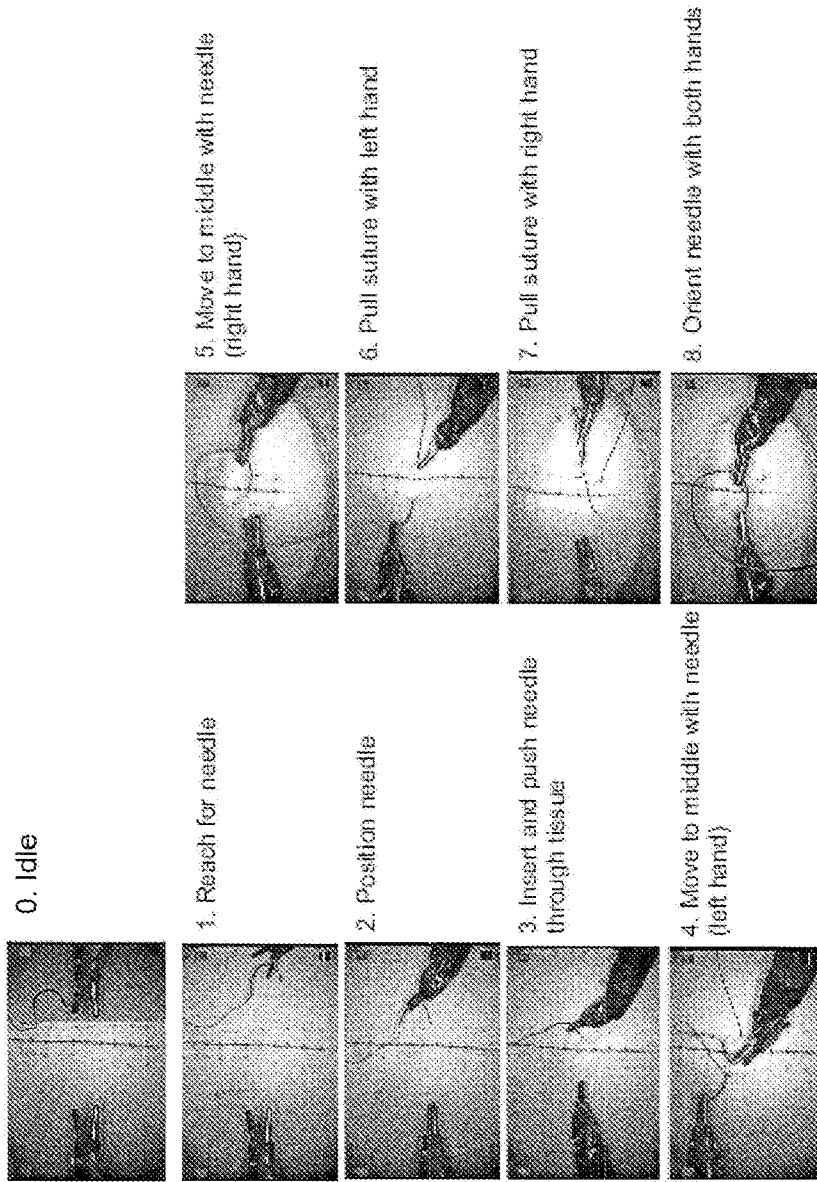 0. Idle
1. Reach for needle
2. Position needle
3. Insert and push needle
through tissue
4. Move to middle with needle
(left hand)
5. Move to middle with needle
(right hand)
6. Pull suture with left hand
7. Pull suture with right hand
8. Orient needle with both hands